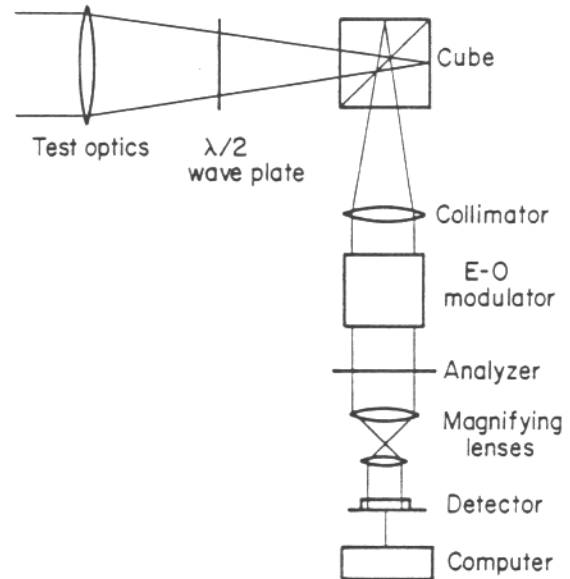 Cube
Test optics
λ/2
wave plate
Collimator
E-O
modulator
Analyzer
Magnifying
lenses
Detector
Computer